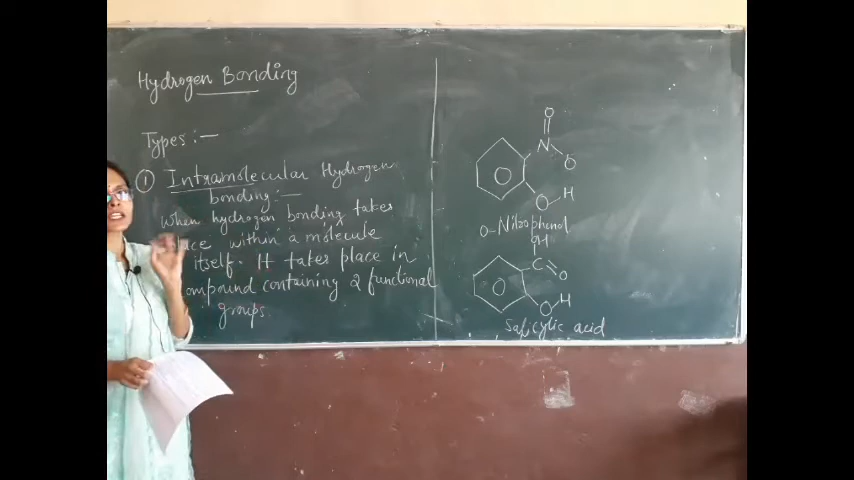 Hydrogen Bonding
Types :-
① Intramolecular Hydrogen
bonding :-
When hydrogen bonding takes
place within a molecule
itself. It takes place in
compound containing 2 functional
groups
O
N
O
O H
o-Nitrophenol
OH
C
O
O H
Salicylic acid